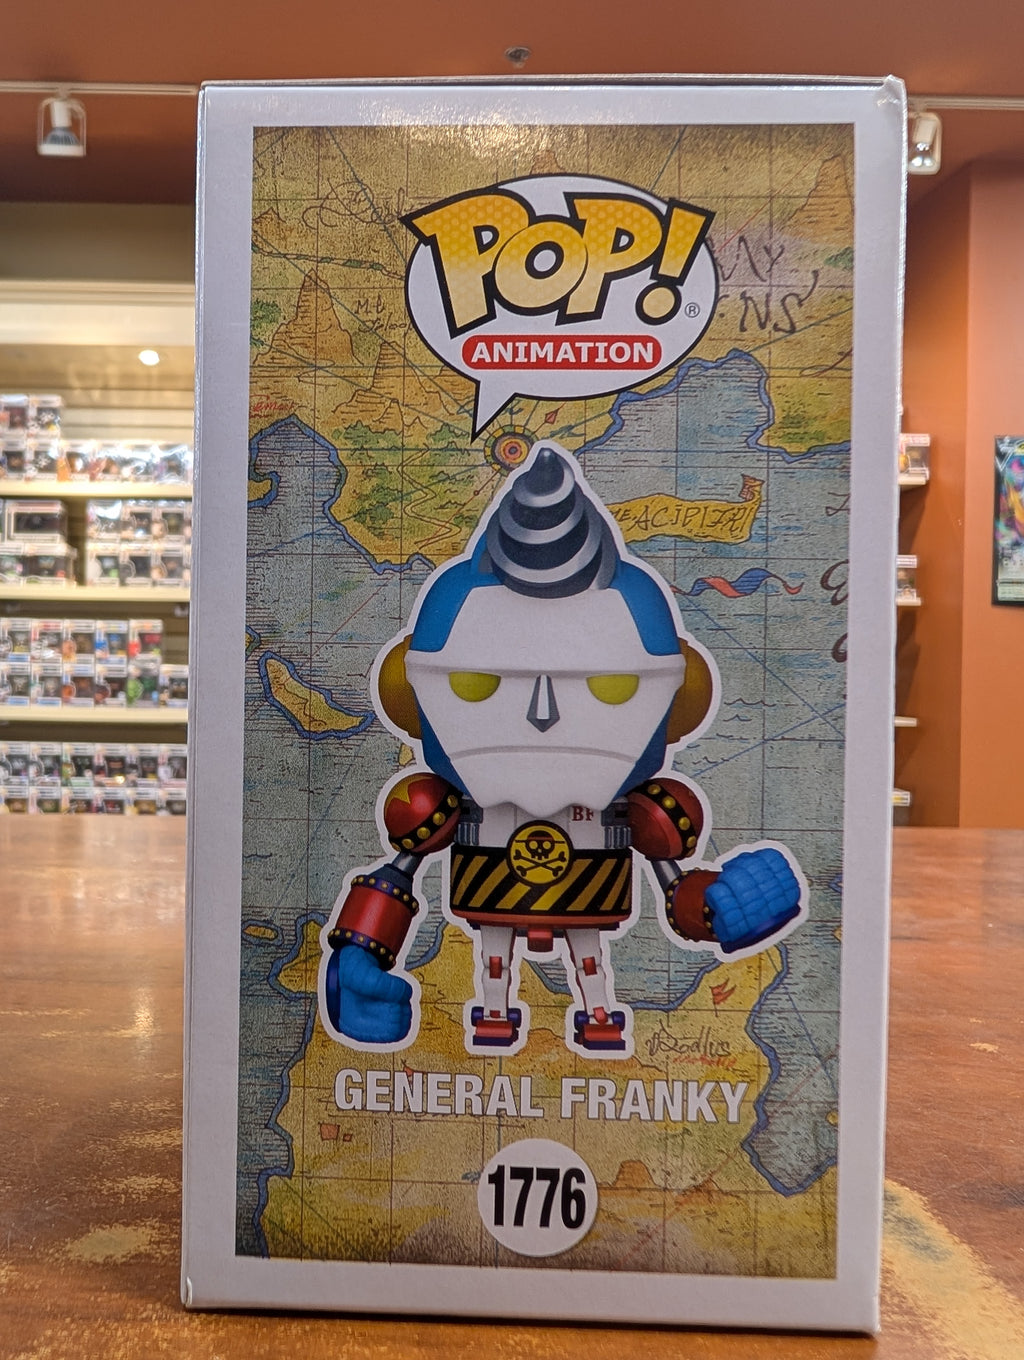 POP!
®
ANIMATION
BF
GENERAL FRANKY
1776